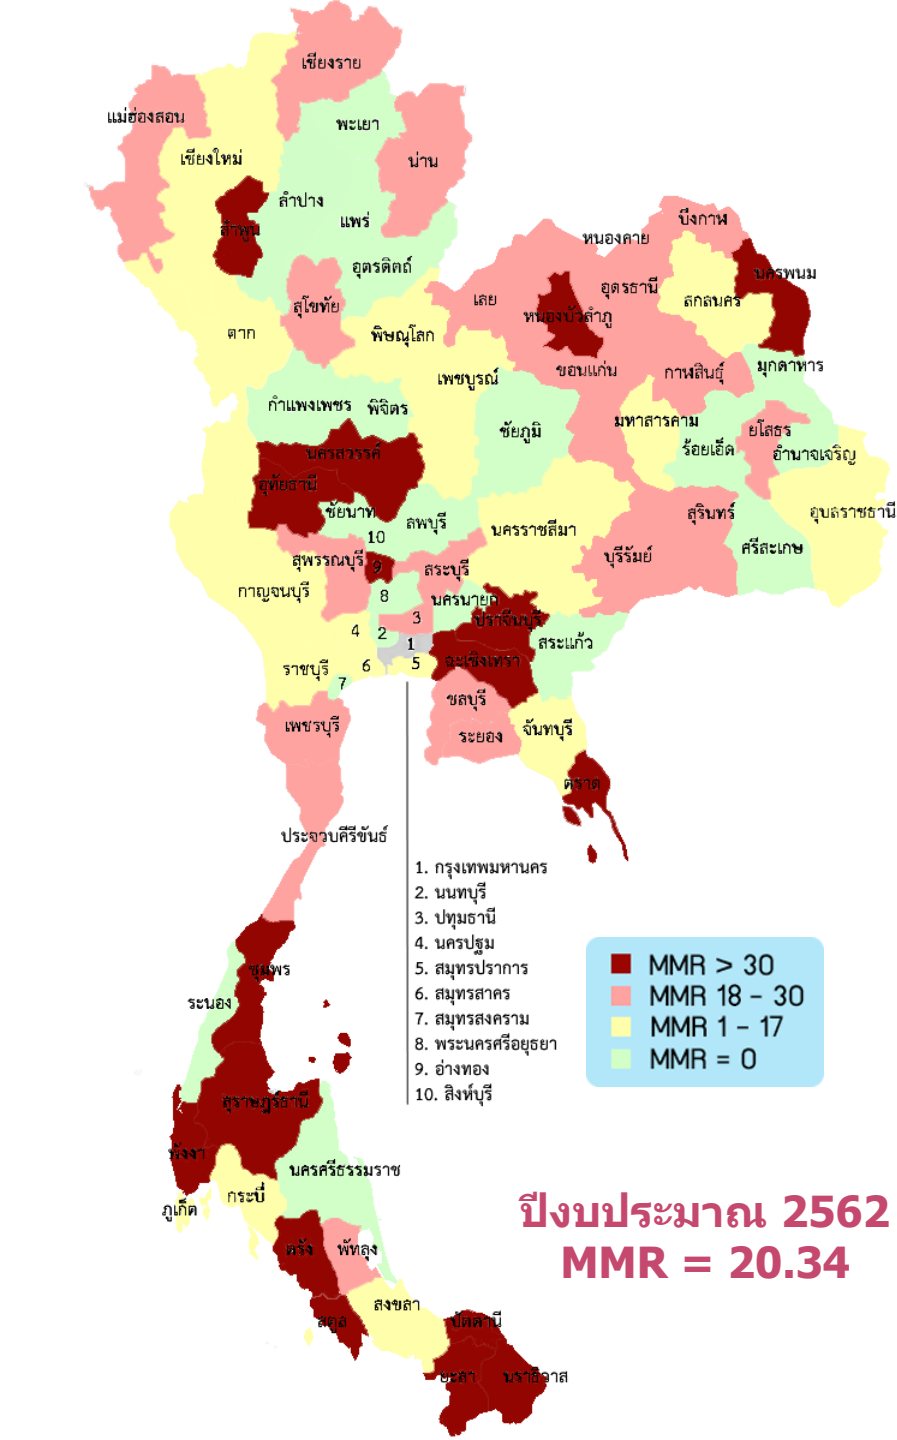 เชียงราย
แม่ฮ่องสอน
พะเยา
เชียงใหม่
น่าน
ลำปาง
แพร่
ลำพูน
บึงกาฬ
หนองคาย
อุตรดิตถ์
นครพนม
อุดรธานี
สกลนคร
เลย
สุโขทัย
หนองบัวลำภู
ตาก
พิษณุโลก
มุกดาหาร
ขอนแก่น
กาฬสินธุ์
เพชรบูรณ์
กำแพงเพชร
พิจิตร
มหาสารคาม
ชัยภูมิ
ยโสธร
ร้อยเอ็ด
อำนาจเจริญ
นครสวรรค์
อุทัยธานี
ชัยนาท
ลพบุรี
สุรินทร์
อุบลราชธานี
นครราชสีมา
10
ศรีสะเกษ
บุรีรัมย์
สุพรรณบุรี
9
สระบุรี
กาญจนบุรี
8
นครนายก
3
ปราจีนบุรี
4
2
1
สระแก้ว
ราชบุรี
6
5
ฉะเชิงเทรา
7
ชลบุรี
เพชรบุรี
ระยอง
จันทบุรี
ตราด
ประจวบคีรีขันธ์
1. กรุงเทพมหานคร
2. นนทบุรี
3. ปทุมธานี
4. นครปฐม
5. สมุทรปราการ
6. สมุทรสาคร
7. สมุทรสงคราม
8. พระนครศรีอยุธยา
9. อ่างทอง
10. สิงห์บุรี
MMR > 30
MMR 18 - 30
MMR 1 - 17
MMR = 0
ชุมพร
ระนอง
สุราษฎร์ธานี
พังงา
นครศรีธรรมราช
กระบี่
ภูเก็ต
ปีงบประมาณ 2562
MMR = 20.34
ตรัง
พัทลุง
สงขลา
สตูล
ปัตตานี
ยะลา
นราธิวาส